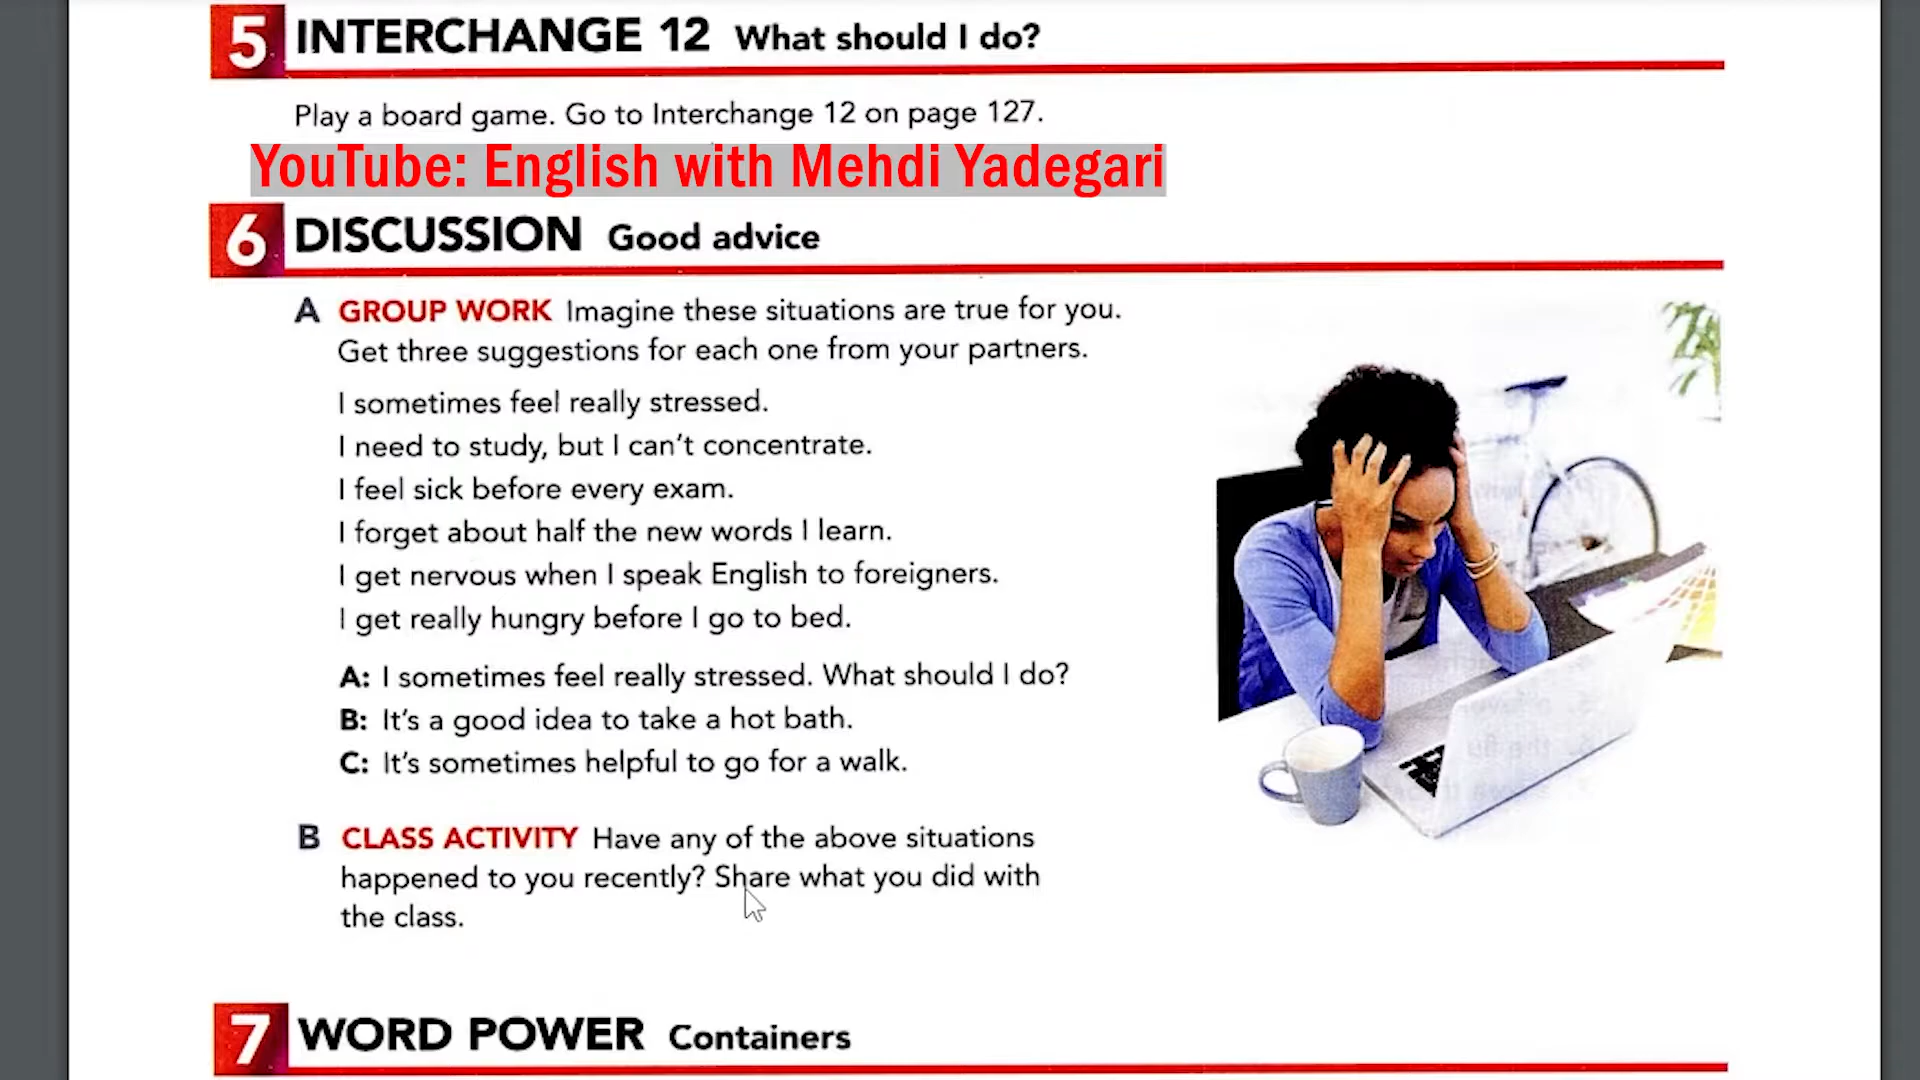 5 INTERCHANGE 12 What should I do?
Play a board game. Go to Interchange 12 on page 127.
YouTube: English with Mehdi Yadegari
6 DISCUSSION Good advice
A GROUP WORK Imagine these situations are true for you.
Get three suggestions for each one from your partners.
I sometimes feel really stressed.
I need to study, but I can't concentrate.
I feel sick before every exam.
I forget about half the new words I learn.
I get nervous when I speak English to foreigners.
I get really hungry before I go to bed.
A: I sometimes feel really stressed. What should I do?
B: It's a good idea to take a hot bath.
C: It's sometimes helpful to go for a walk.
B CLASS ACTIVITY Have any of the above situations
happened to you recently? Share what you did with
the class.
7 WORD POWER Containers